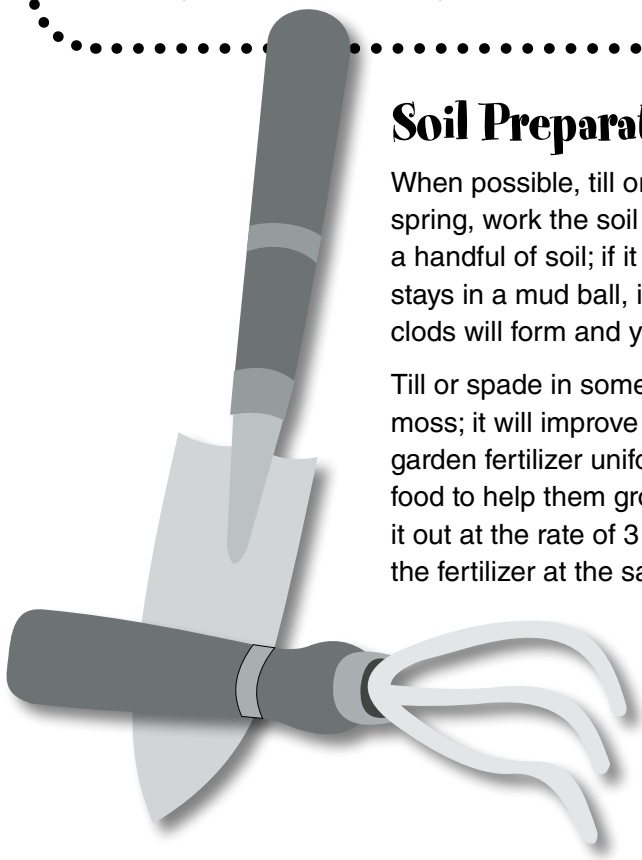 Soil Preparat
When possible, till or
spring, work the soil
a handful of soil; if it
stays in a mud ball, i
clods will form and y
Till or spade in some
moss; it will improve
garden fertilizer unifo
food to help them gro
it out at the rate of 3
the fertilizer at the sa